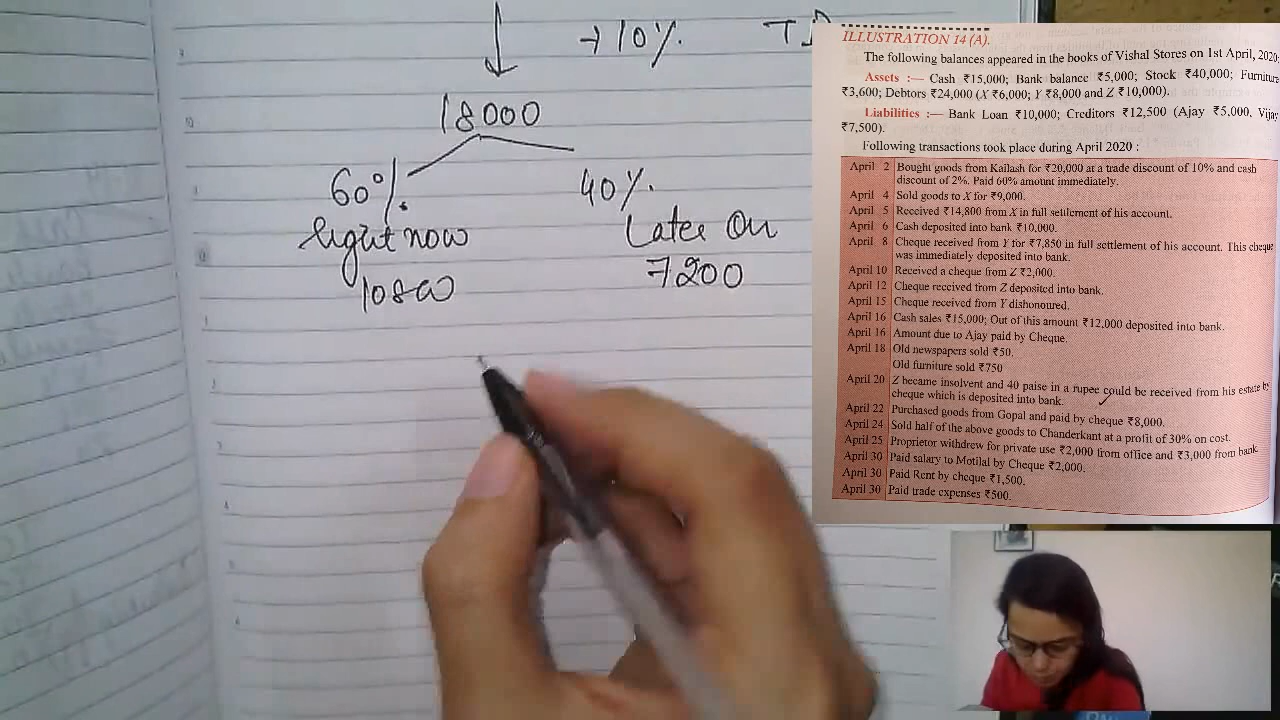 → 10%.
18000
60%.
40%.
Right now
Later On
10800
7200
ILLUSTRATION 14 (A).
The following balances appeared in the books of Vishal Stores on 1st April, 2020
Assets :— Cash ₹15,000; Bank balance ₹5,000; Stock ₹40,000; Furniture
₹3,600; Debtors ₹24,000 (X ₹6,000; Y ₹8,000 and Z ₹10,000).
Liabilities :— Bank Loan ₹10,000; Creditors ₹12,500 (Ajay ₹5,000, Vijay
₹7,500).
Following transactions took place during April 2020 :
April 2 Bought goods from Kailash for ₹20,000 at a trade discount of 10% and cash
discount of 2%. Paid 60% amount immediately.
April 4 Sold goods to X for ₹9,000.
April 5 Received ₹14,800 from X in full settlement of his account.
April 6 Cash deposited into bank ₹10,000.
April 8 Cheque received from Y for ₹7,850 in full settlement of his account. This cheque
was immediately deposited into bank.
April 10 Received a cheque from Z ₹2,000.
April 12 Cheque received from Z deposited into bank.
April 15 Cheque received from Y dishonoured.
April 16 Cash sales ₹15,000; Out of this amount ₹12,000 deposited into bank.
April 16 Amount due to Ajay paid by Cheque.
April 18 Old newspapers sold ₹50.
Old furniture sold ₹750
April 20 Z became insolvent and 40 paise in a rupee could be received from his estate by
cheque which is deposited into bank.
April 22 Purchased goods from Gopal and paid by cheque ₹8,000.
April 24 Sold half of the above goods to Chanderkant at a profit of 30% on cost.
April 25 Proprietor withdrew for private use ₹2,000 from office and ₹3,000 from bank
April 30 Paid salary to Motilal by Cheque ₹2,000.
April 30 Paid Rent by cheque ₹1,500.
April 30 Paid trade expenses ₹500.